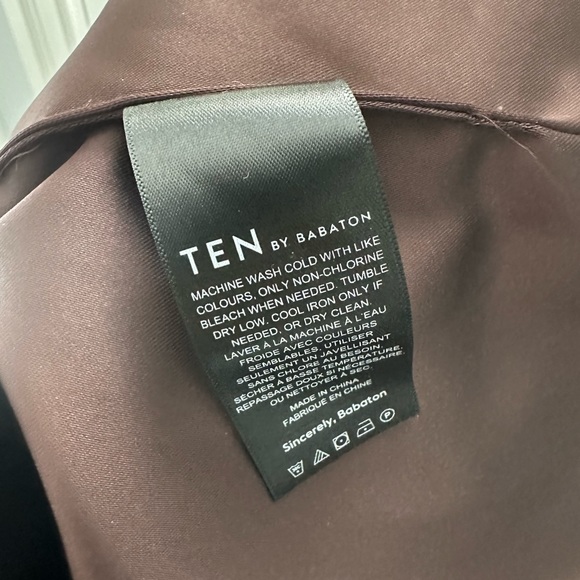 TEN BY BABATON
MACHINE WASH COLD WITH LIKE
COLOURS, ONLY NON-CHLORINE
BLEACH WHEN NEEDED. TUMBLE
DRY LOW. COOL IRON ONLY IF
NEEDED. OR DRY CLEAN.
LAVER À LA MACHINE À L'EAU
FROIDE AVEC COULEURS
SEMBLABLES. UTILISER
SEULEMENT UN JAVELLISANT
SANS CHLORE AU BESOIN.
SÉCHER À BASSE TEMPÉRATURE.
REPASSAGE DOUX SI NÉCESSAIRE
OU NETTOYER À SEC.
MADE IN CHINA
FABRIQUÉ EN CHINE
Sincerely, Babaton